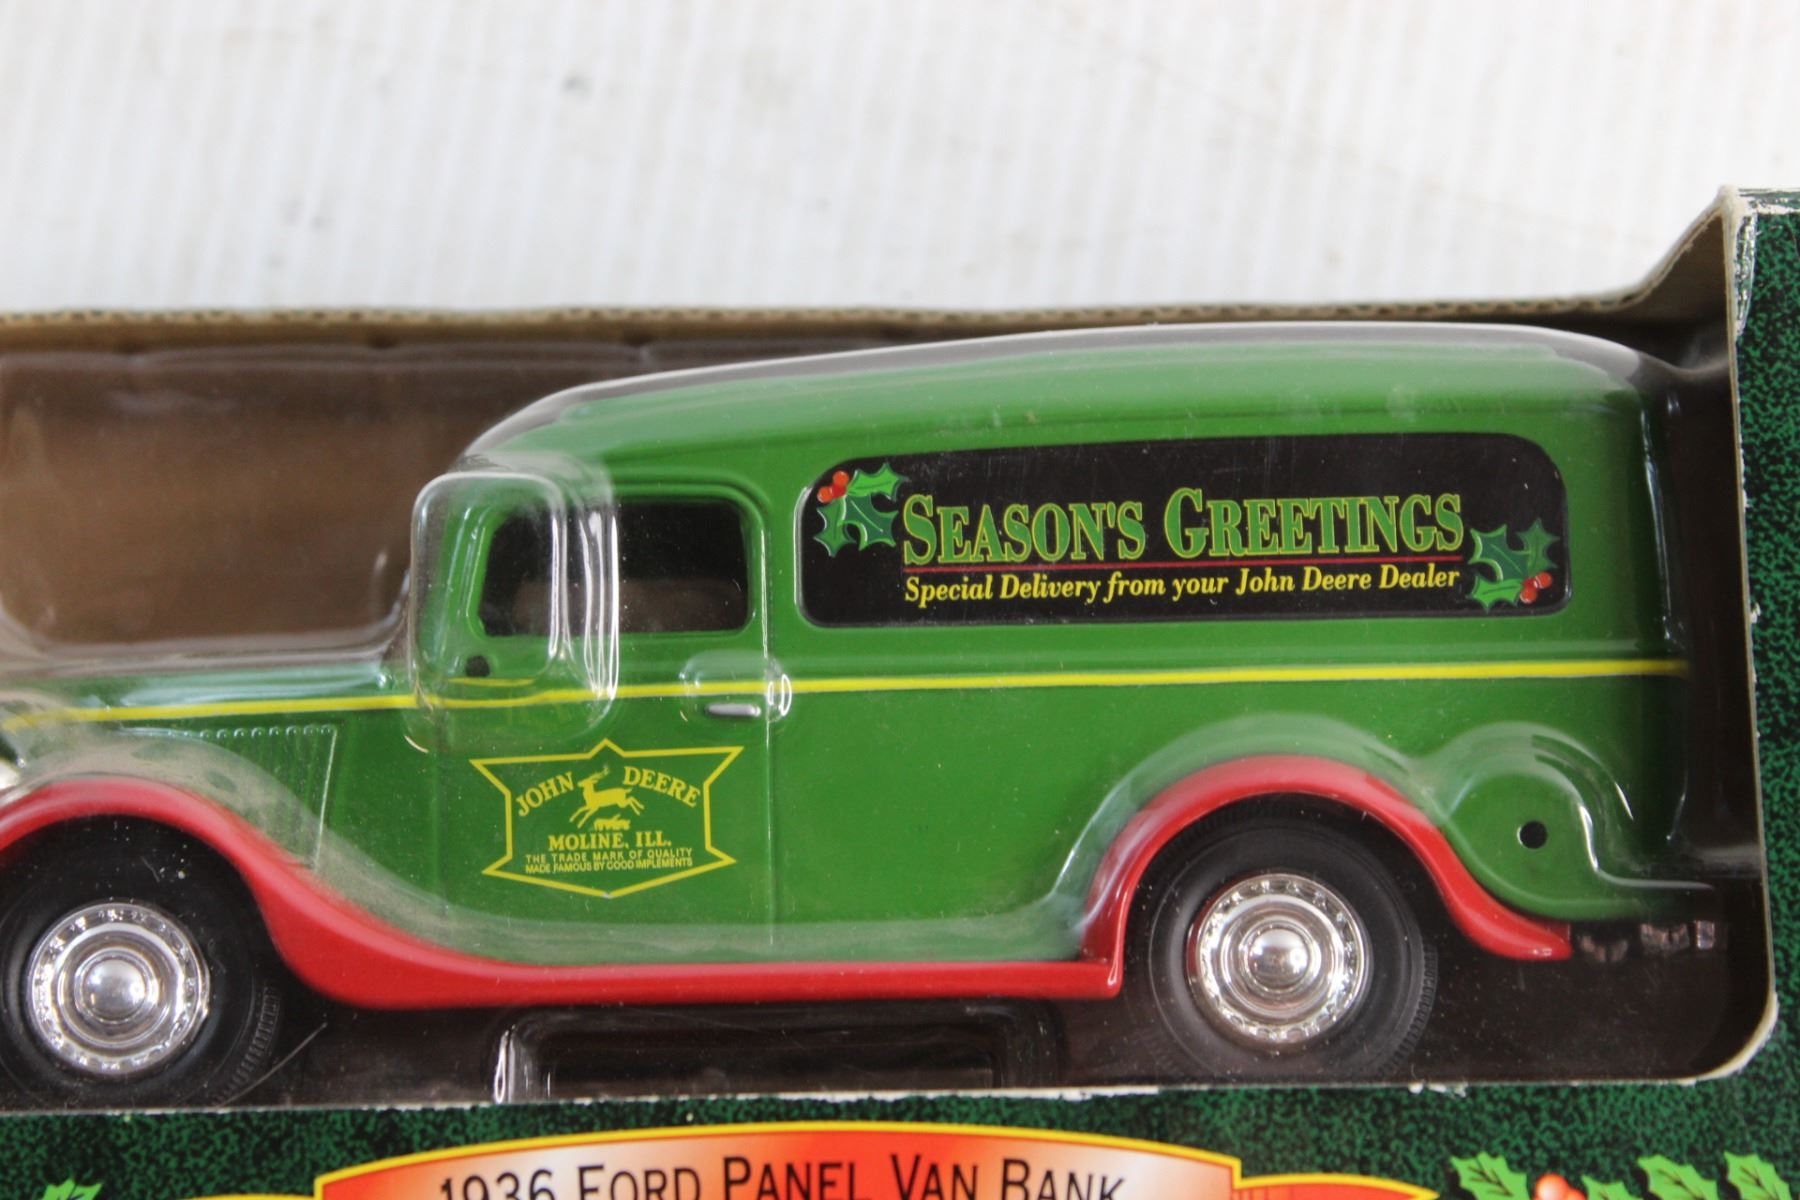 SEASON'S GREETINGS
Special Delivery from your John Deere Dealer
JOHN DEERE
MOLINE, ILL.
THE TRADE MARK OF QUALITY
MADE FAMOUS BY GOOD IMPLEMENTS
1936 FORD PANEL VAN BANK